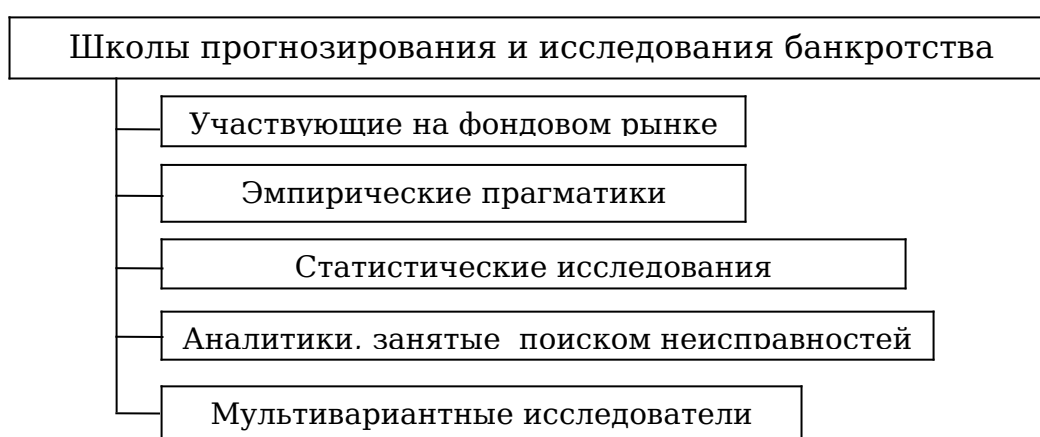 Школы прогнозирования и исследования банкротства
Участвующие на фондовом рынке
Эмпирические прагматики
Статистические исследования
Аналитики, занятые поиском неисправностей
Мультивариантные исследователи